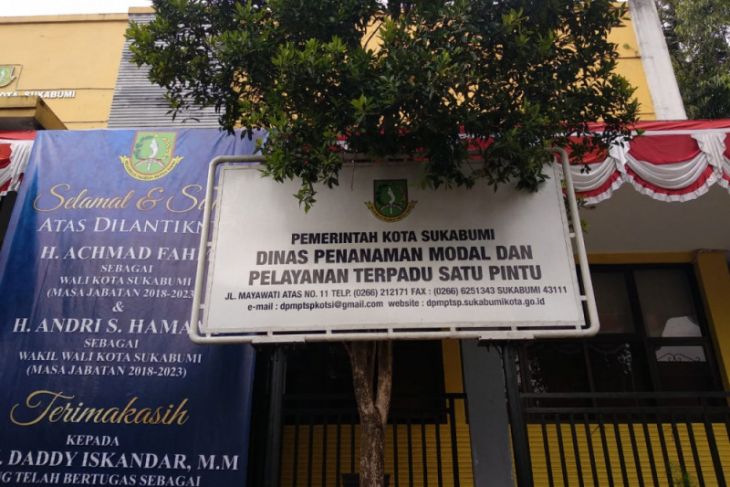 KOTA SUKABUMI
Selamat &
ATAS DILANTIKN
H. ACHMAD FAH
SEBAGAI
WALI KOTA SUKABUMI
(MASA JABATAN 2018-2023
&
H. ANDRI S. HAMA
SEBAGAI
WAKIL WALI KOTA SUKABUMI
(MASA JABATAN 2018-2023)
Terimakasih
KEPADA
. DADDY ISKANDAR, M.M
NG TELAH BERTUGAS SEBAGAI
PEMERINTAH KOTA SUKABUMI
DINAS PENANAMAN MODAL DAN
PELAYANAN TERPADU SATU PINTU
JL. MAYAWATI ATAS NO. 11 TELP. (0266) 212171 FAX : (0266) 6251343 SUKABUMI 43111
e-mail : dpmptspkotsi@gmail.com website : dpmptsp.sukabumikota.go.id